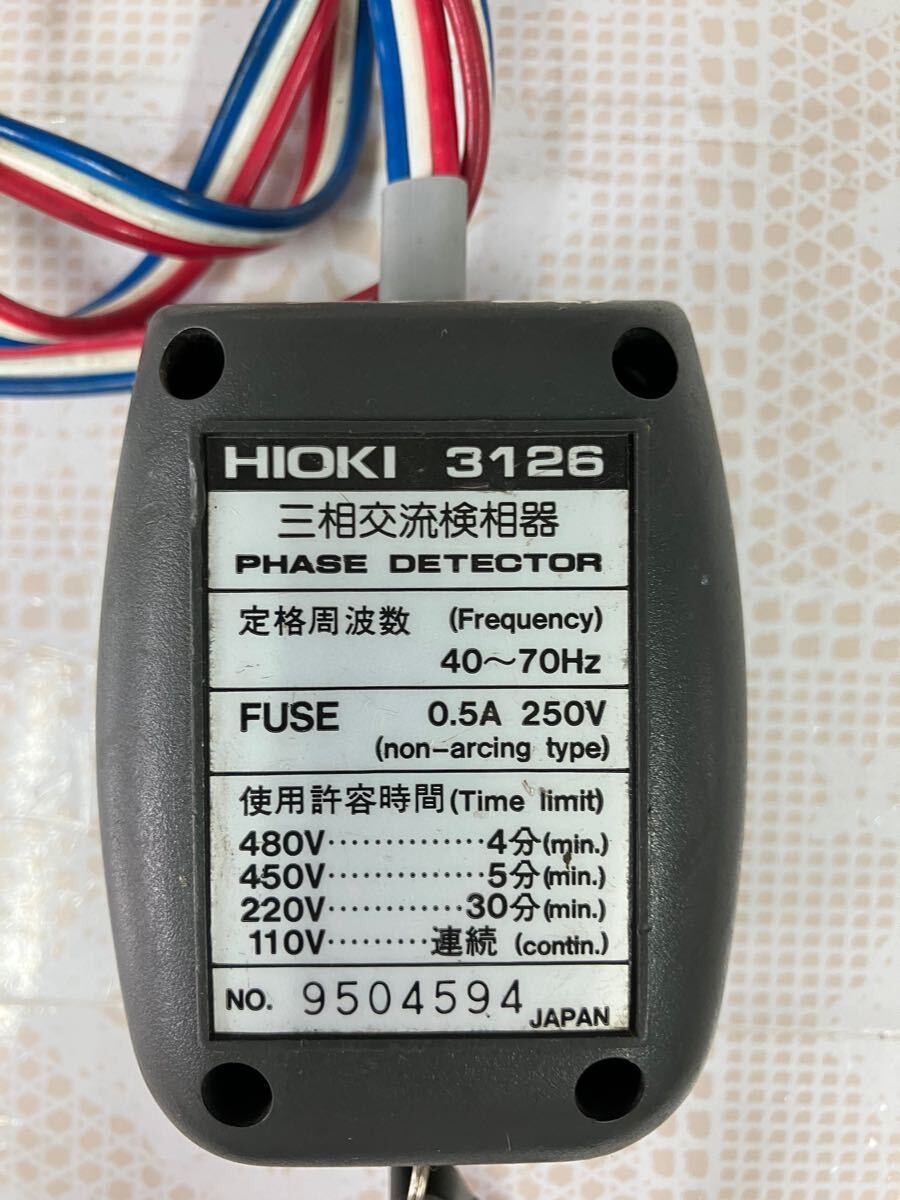 HIOKI 3126
三相交流検相器
PHASE DETECTOR
定格周波数 (Frequency)
40～70Hz
FUSE 0.5A 250V
(non-arcing type)
使用許容時間(Time limit)
480V··············4分(min.)
450V··············5分(min.)
220V············30分(min.)
110V·········連続 (contin.)
NO. 9504594 JAPAN